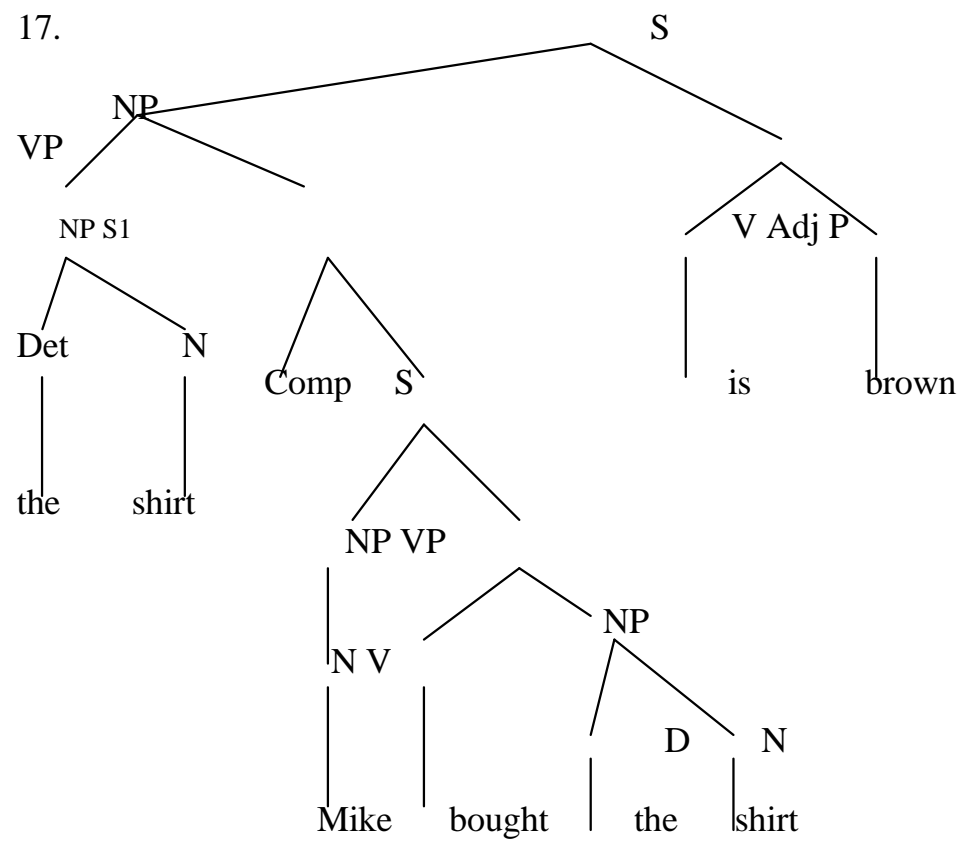 17. S
NP
VP
NP S1 V Adj P
Det N
Comp S is brown
the shirt
NP VP
NP
N V
D N
Mike bought the shirt